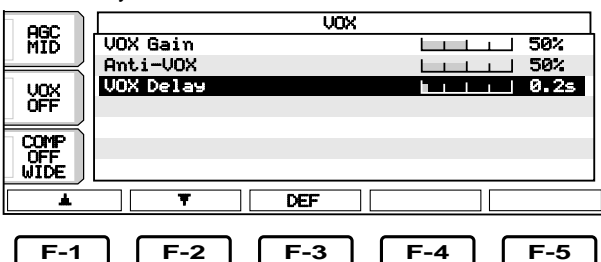 VOX
AGC
MID
VOX Gain 50%
Anti-VOX 50%
VOX Delay 0.2s
VOX
OFF
COMP
OFF
WIDE
DEF
F-1 F-2 F-3 F-4 F-5